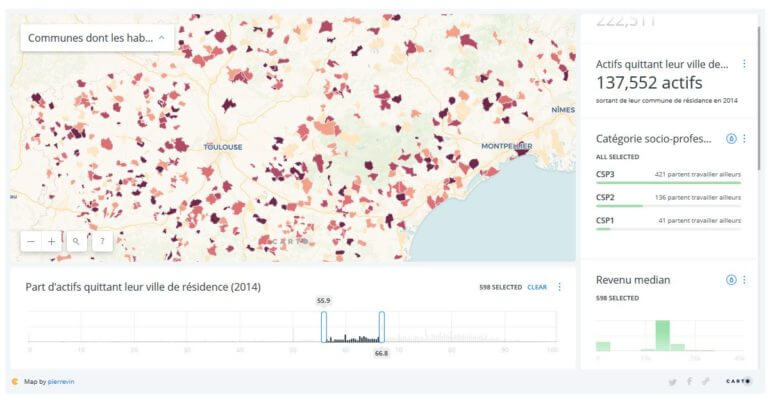 222,511
Communes dont les hab...
Actifs quittant leur ville de...
137,552 actifs
sortant de leur commune de résidence en 2014
NÎMES
TOULOUSE
MONTPELLIER
Catégorie socio-profes...
ALL SELECTED
CSP3 421 partent travailler ailleurs
CSP2 136 partent travailler ailleurs
CSP1 41 partent travailler ailleurs
au
CARTO
− + ?
Part d'actifs quittant leur ville de résidence (2014)
598 SELECTED CLEAR
55.9
66.8
0 10 20 30 40 50 60 70 80 90 100
Revenu median
598 SELECTED
Map by pierrevin
CARTO